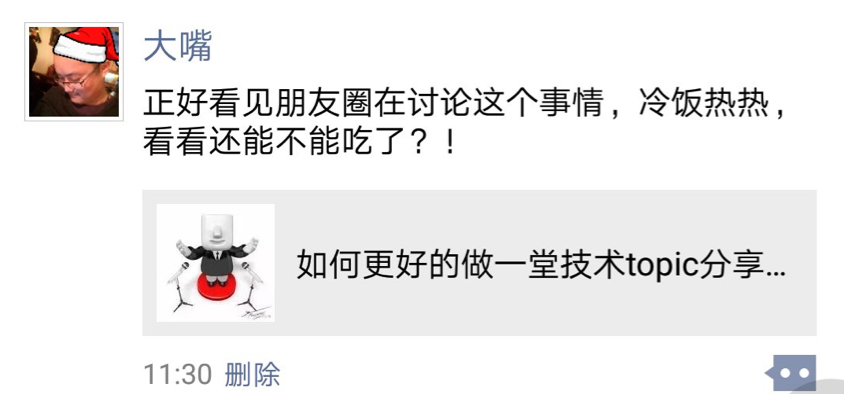 大嘴
正好看见朋友圈在讨论这个事情，冷饭热热，
看看还能不能吃了？！
如何更好的做一堂技术topic分享...
11:30 删除